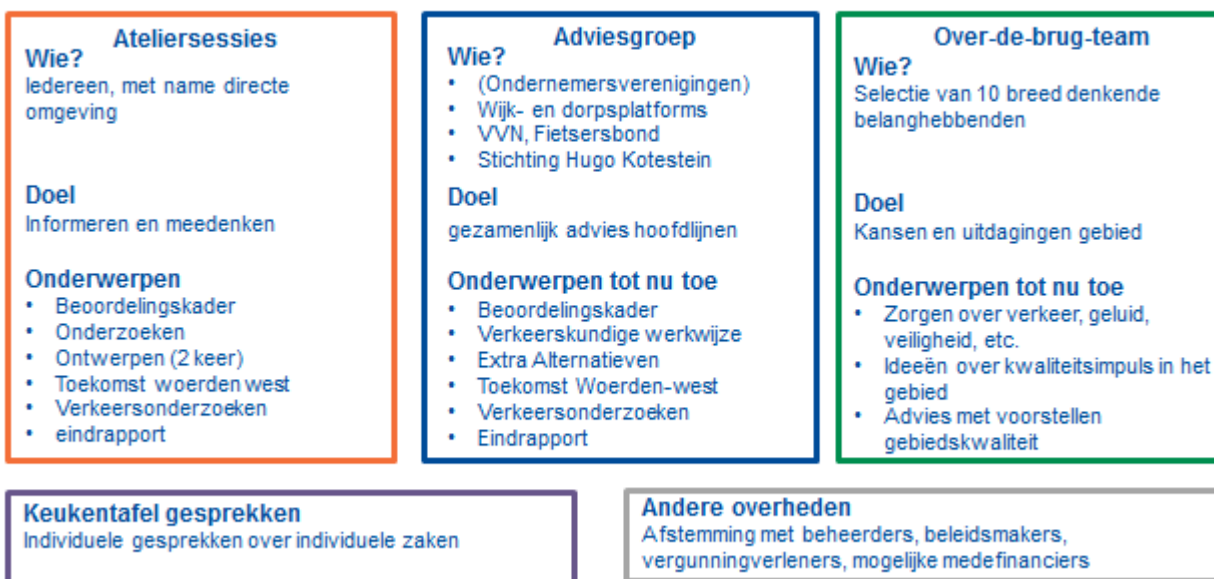 Ateliersessies
Wie?
Iedereen, met name directe
omgeving
Doel
Informeren en meedenken
Onderwerpen
• Beoordelingskader
• Onderzoeken
• Ontwerpen (2 keer)
• Toekomst woerden west
• Verkeersonderzoeken
• eindrapport
Adviesgroep
Wie?
• (Ondernemersverenigingen)
• Wijk- en dorpsplatforms
• VVN, Fietsersbond
• Stichting Hugo Kotestein
Doel
gezamenlijk advies hoofdlijnen
Onderwerpen tot nu toe
• Beoordelingskader
• Verkeerskundige werkwijze
• Extra Alternatieven
• Toekomst Woerden-west
• Verkeersonderzoeken
• Eindrapport
Over-de-brug-team
Wie?
Selectie van 10 breed denkende
belanghebbenden
Doel
Kansen en uitdagingen gebied
Onderwerpen tot nu toe
• Zorgen over verkeer, geluid,
veiligheid, etc.
• Ideeën over kwaliteitsimpuls in het
gebied
• Advies met voorstellen
gebiedskwaliteit
Keukentafel gesprekken
Individuele gesprekken over individuele zaken
Andere overheden
Afstemming met beheerders, beleidsmakers,
vergunningverleners, mogelijke medefinanciers